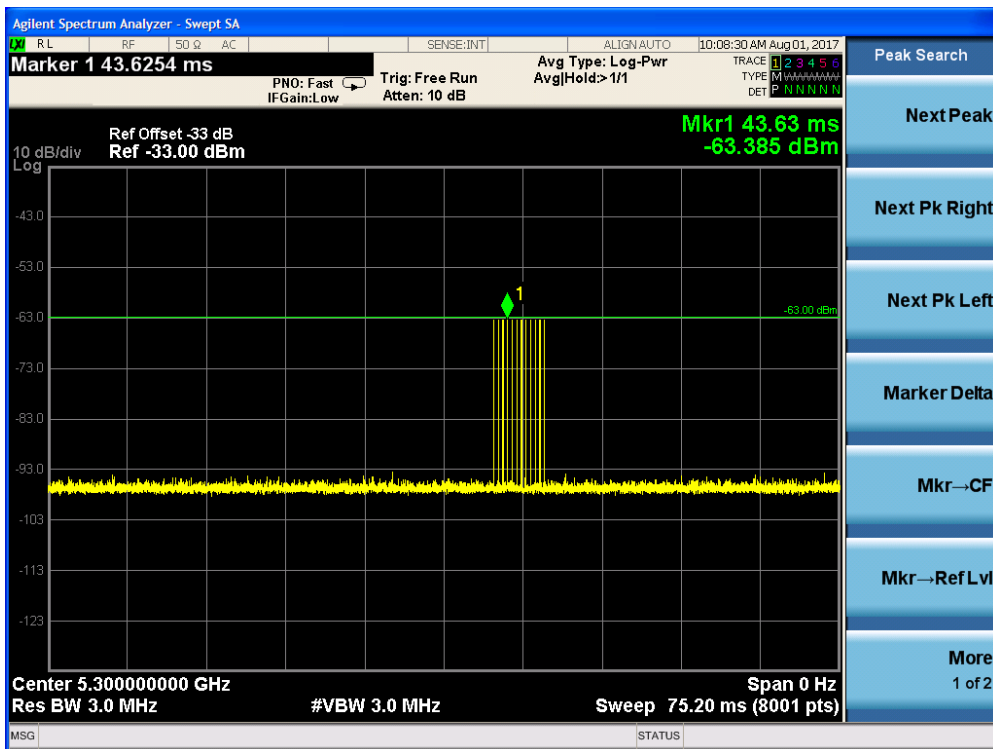 Agilent Spectrum Analyzer - Swept SA
LXI RL RF 50 Ω AC SENSE:INT ALIGN AUTO 10:08:30 AM Aug 01, 2017
Marker 1 43.6254 ms
PNO: Fast
IFGain:Low
Trig: Free Run
Atten: 10 dB
Avg Type: Log-Pwr
Avg|Hold:>1/1
TRACE 1 2 3 4 5 6
TYPE M
DET P N N N N N
Peak Search
Mkr1 43.63 ms
-63.385 dBm
Ref Offset -33 dB
10 dB/div Ref -33.00 dBm
Log
-43.0
-53.0
1
-63.0
-63.00 dBm
-73.0
-83.0
-93.0
-103
-113
-123
Center 5.300000000 GHz Span 0 Hz
Res BW 3.0 MHz #VBW 3.0 MHz Sweep 75.20 ms (8001 pts)
MSG STATUS
Next Peak
Next Pk Right
Next Pk Left
Marker Delta
Mkr→CF
Mkr→Ref Lvl
More
1 of 2